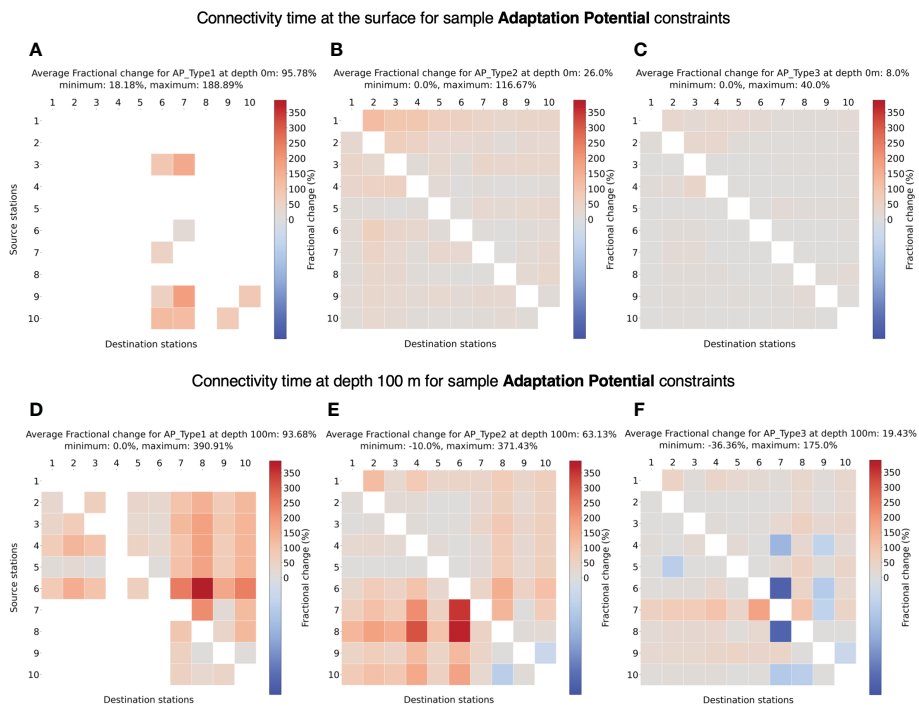 Connectivity time at the surface for sample Adaptation Potential constraints
A
B
C
Average Fractional change for AP_Type1 at depth 0m: 95.78%
minimum: 18.18%, maximum: 188.89%
Average Fractional change for AP_Type2 at depth 0m: 26.0%
minimum: 0.0%, maximum: 116.67%
Average Fractional change for AP_Type3 at depth 0m: 8.0%
minimum: 0.0%, maximum: 40.0%
1 2 3 4 5 6 7 8 9 10
1 2 3 4 5 6 7 8 9 10
1 2 3 4 5 6 7 8 9 10
Source stations
1
2
3
4
5
6
7
8
9
10
Destination stations
350
300
250
200
150
100
50
0
Fractional change (%)
1
2
3
4
5
6
7
8
9
10
Destination stations
350
300
250
200
150
100
50
0
Fractional change (%)
1
2
3
4
5
6
7
8
9
10
Destination stations
350
300
250
200
150
100
50
0
Fractional change (%)
Connectivity time at depth 100 m for sample Adaptation Potential constraints
D
E
F
Average Fractional change for AP_Type1 at depth 100m: 93.68%
minimum: 0.0%, maximum: 390.91%
Average Fractional change for AP_Type2 at depth 100m: 63.13%
minimum: -10.0%, maximum: 371.43%
Average Fractional change for AP_Type3 at depth 100m: 19.43%
minimum: -36.36%, maximum: 175.0%
1 2 3 4 5 6 7 8 9 10
1 2 3 4 5 6 7 8 9 10
1 2 3 4 5 6 7 8 9 10
Source stations
1
2
3
4
5
6
7
8
9
10
Destination stations
350
300
250
200
150
100
50
0
Fractional change (%)
1
2
3
4
5
6
7
8
9
10
Destination stations
350
300
250
200
150
100
50
0
Fractional change (%)
1
2
3
4
5
6
7
8
9
10
Destination stations
350
300
250
200
150
100
50
0
Fractional change (%)